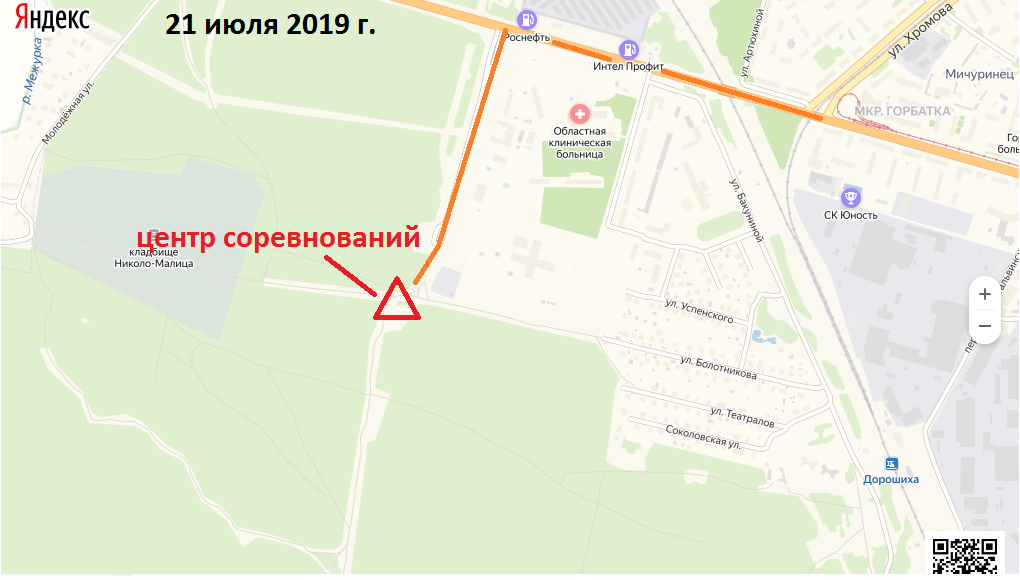 Яндекс
21 июля 2019 г.
Роснефть
Интел Профит
ул. Артюхиной
ул. Хромова
Мичуринец
МКР. ГОРБАТКА
р. Межурка
Молодёжная ул.
Областная
клиническая
больница
СК Юность
ул. Бакуниной
центр соревнований
кладбище
Николо-Малица
ул. Успенского
ул. Болотникова
ул. Театралов
Соколовская ул.
Дорошиха